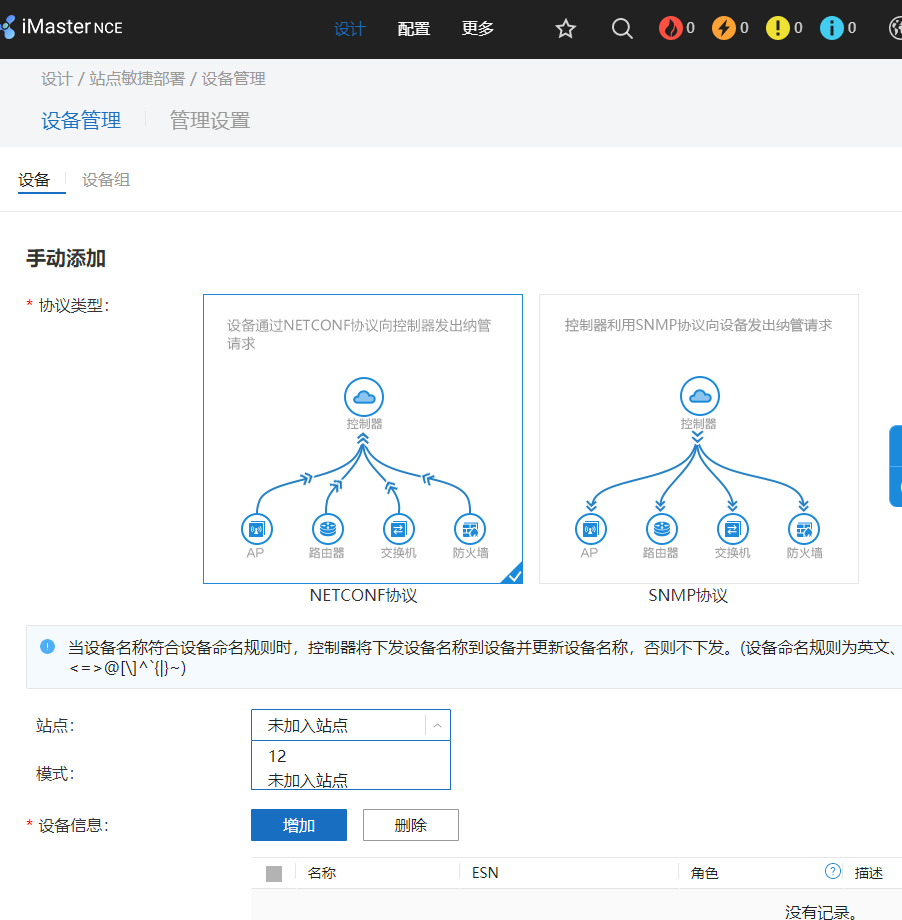 iMaster NCE
设计 配置 更多 0 0 0 0
设计 / 站点敏捷部署 / 设备管理
设备管理 管理设置
设备 设备组
手动添加
* 协议类型:
设备通过NETCONF协议向控制器发出纳管
请求
控制器
AP 路由器 交换机 防火墙
NETCONF协议
控制器利用SNMP协议向设备发出纳管请求
控制器
AP 路由器 交换机 防火墙
SNMP协议
当设备名称符合设备命名规则时，控制器将下发设备名称到设备并更新设备名称，否则不下发。(设备命名规则为英文、
<=>@[\]^`{|}~)
站点: 未加入站点
12
模式: 未加入站点
* 设备信息: 增加 删除
名称 ESN 角色 ? 描述
没有记录。